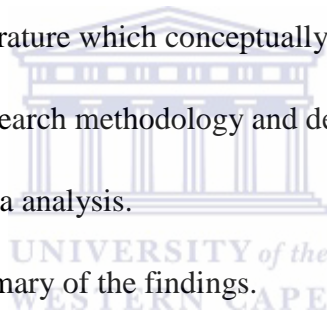 rature which conceptually
earch methodology and de
a analysis.
UNIVERSITY of the
mary of the findings.
WESTERN CAPE